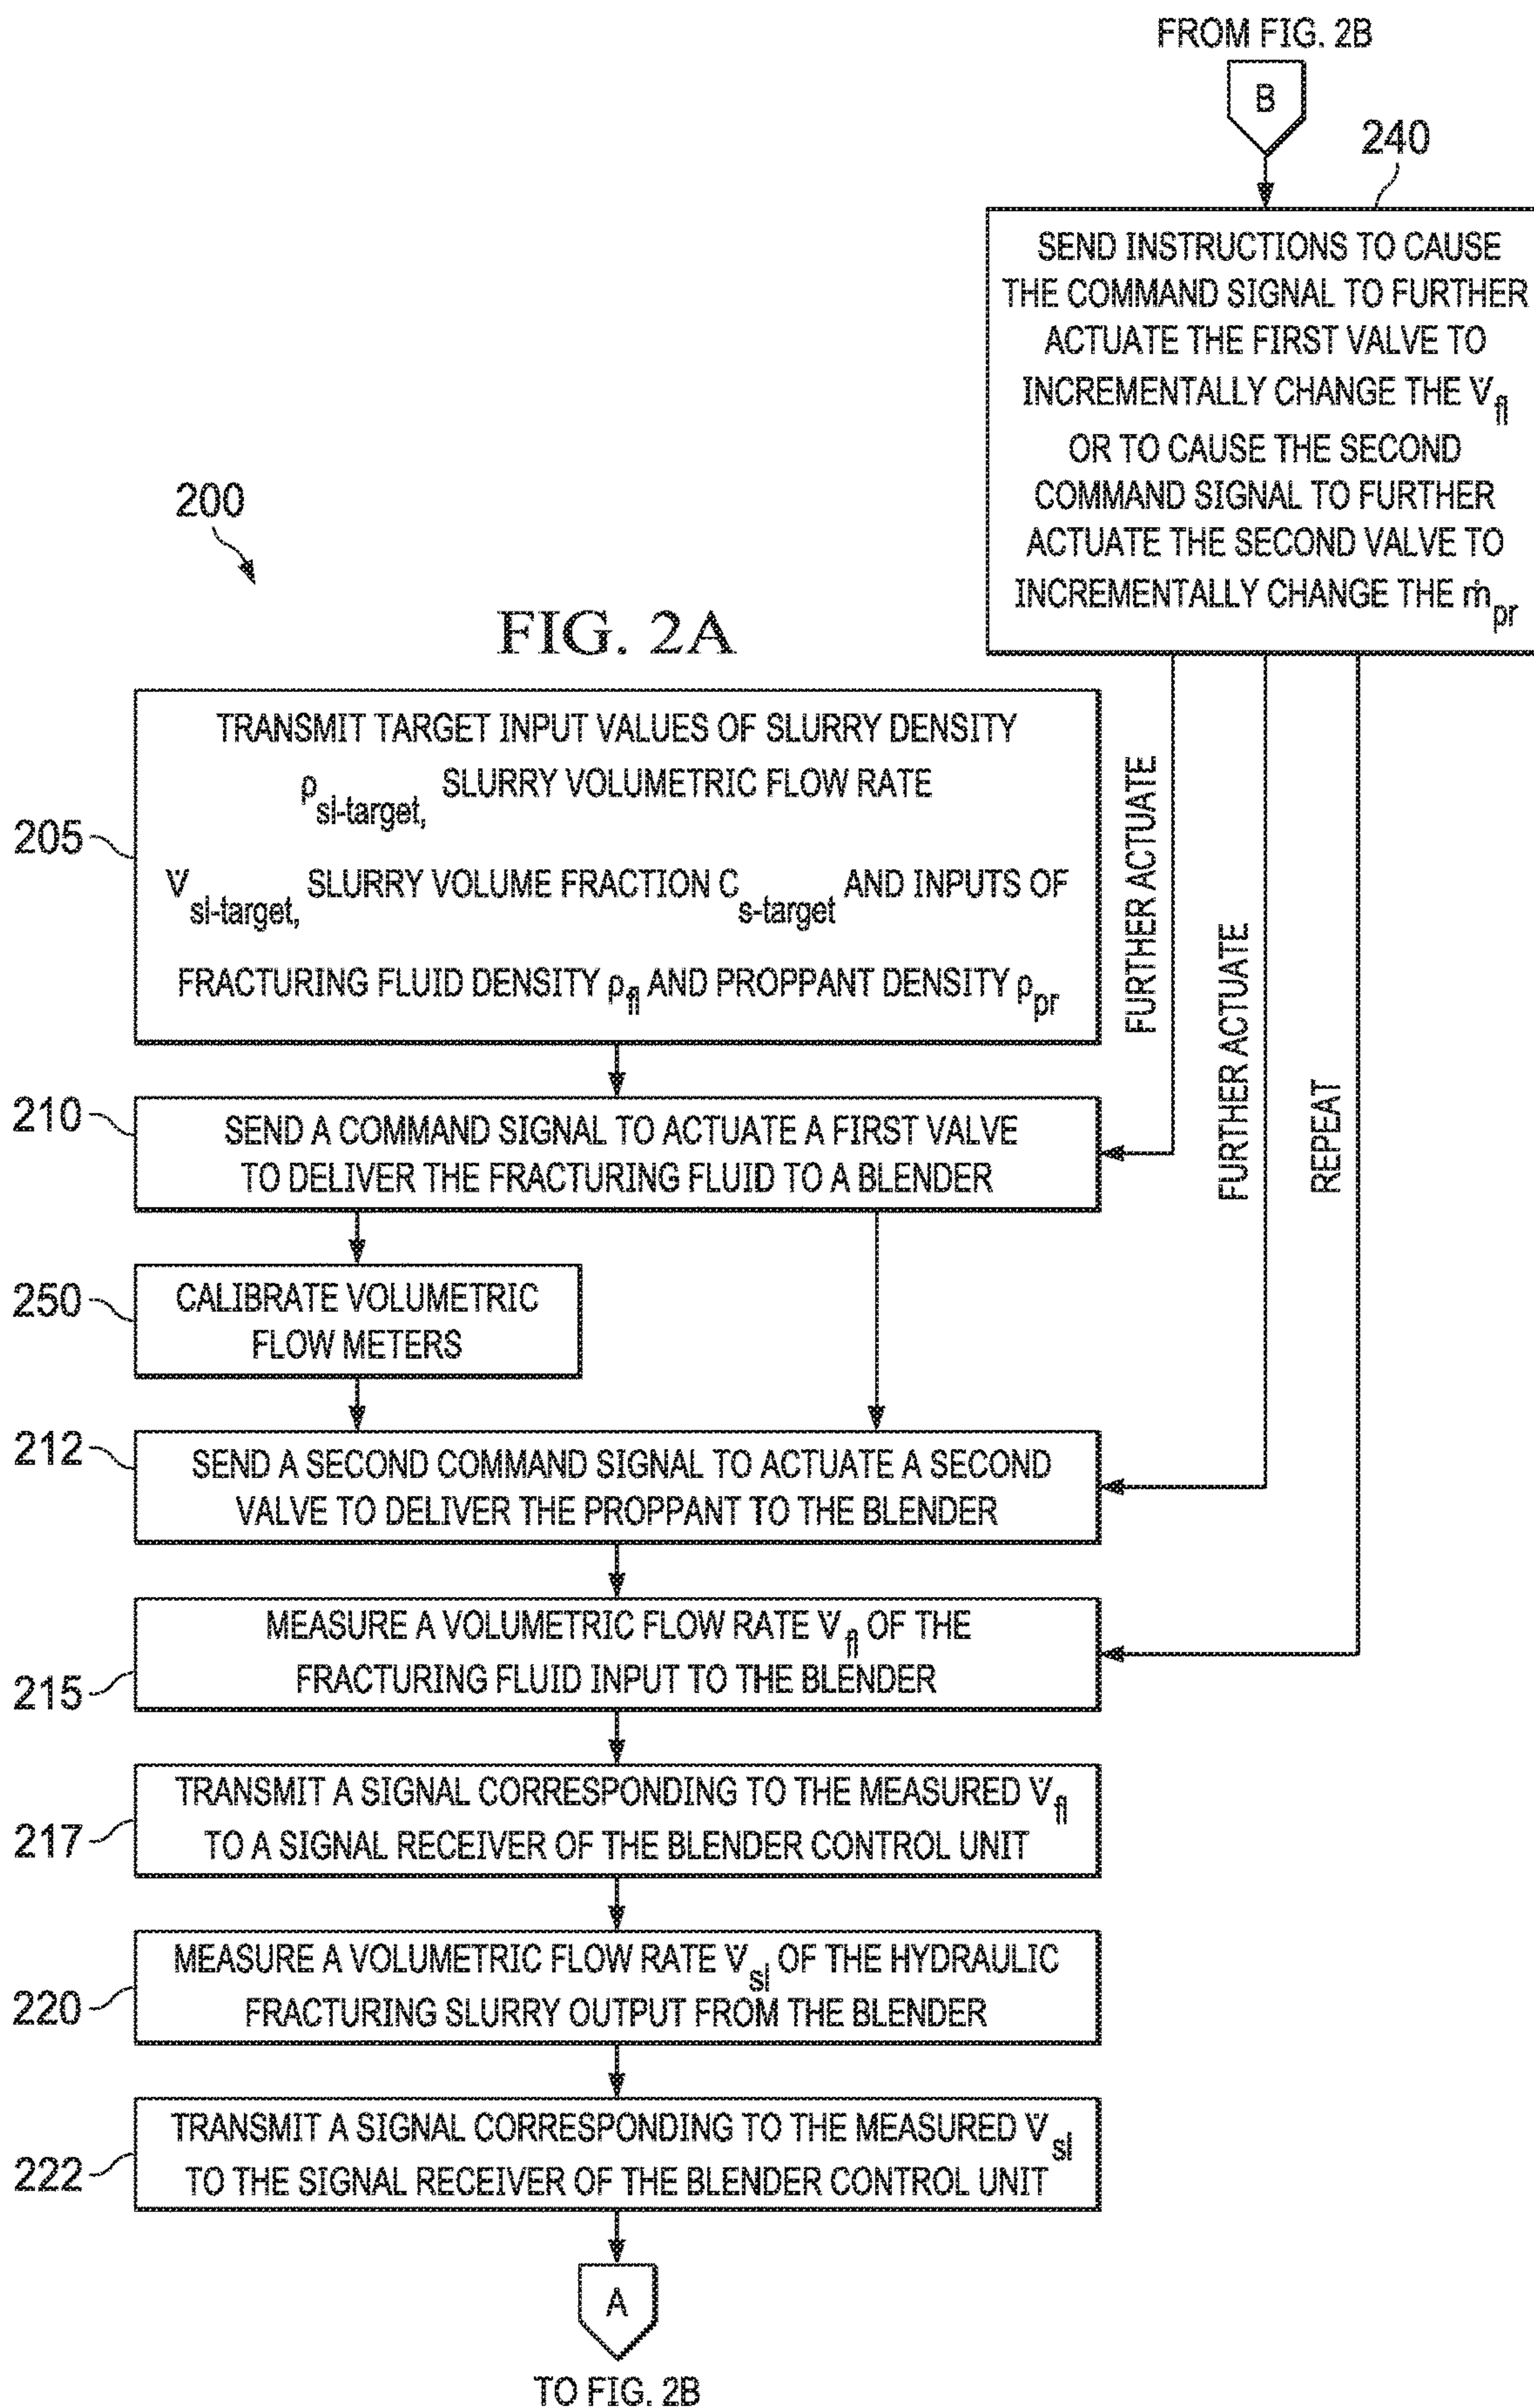 FROM FIG. 2B
B
240
SEND INSTRUCTIONS TO CAUSE
THE COMMAND SIGNAL TO FURTHER
ACTUATE THE FIRST VALVE TO
INCREMENTALLY CHANGE THE V̇fl
OR TO CAUSE THE SECOND
COMMAND SIGNAL TO FURTHER
ACTUATE THE SECOND VALVE TO
INCREMENTALLY CHANGE THE ṁpr
200
FIG. 2A
TRANSMIT TARGET INPUT VALUES OF SLURRY DENSITY
ρsl-target, SLURRY VOLUMETRIC FLOW RATE
V̇sl-target, SLURRY VOLUME FRACTION Cs-target AND INPUTS OF
FRACTURING FLUID DENSITY ρfl AND PROPPANT DENSITY ρpr
205
FURTHER ACTUATE
FURTHER ACTUATE
REPEAT
210
SEND A COMMAND SIGNAL TO ACTUATE A FIRST VALVE
TO DELIVER THE FRACTURING FLUID TO A BLENDER
250
CALIBRATE VOLUMETRIC
FLOW METERS
212
SEND A SECOND COMMAND SIGNAL TO ACTUATE A SECOND
VALVE TO DELIVER THE PROPPANT TO THE BLENDER
MEASURE A VOLUMETRIC FLOW RATE V̇fl OF THE
FRACTURING FLUID INPUT TO THE BLENDER
215
TRANSMIT A SIGNAL CORRESPONDING TO THE MEASURED V̇fl
TO A SIGNAL RECEIVER OF THE BLENDER CONTROL UNIT
217
MEASURE A VOLUMETRIC FLOW RATE V̇sl OF THE HYDRAULIC
FRACTURING SLURRY OUTPUT FROM THE BLENDER
220
TRANSMIT A SIGNAL CORRESPONDING TO THE MEASURED V̇sl
TO THE SIGNAL RECEIVER OF THE BLENDER CONTROL UNIT
222
A
TO FIG. 2B